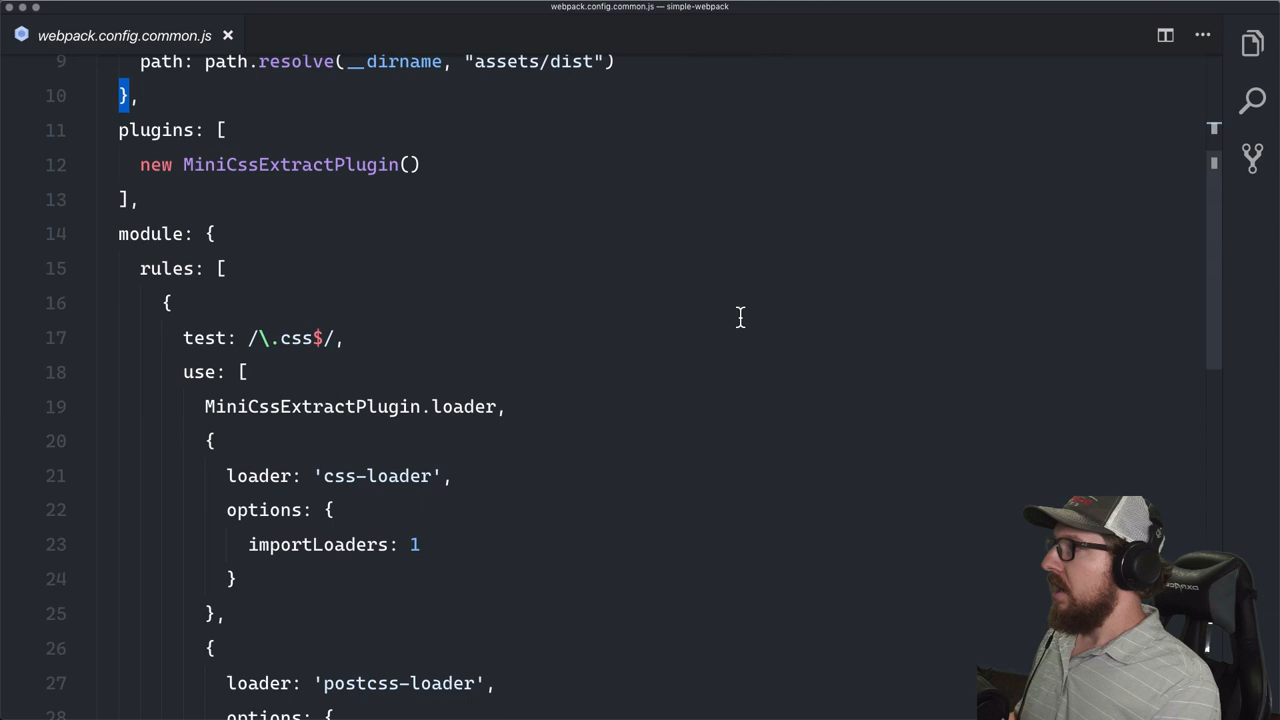 webpack.config.common.js — simple-webpack
webpack.config.common.js
9 path: path.resolve(__dirname, "assets/dist")
10 },
11 plugins: [
12 new MiniCssExtractPlugin()
13 ],
14 module: {
15 rules: [
16 {
17 test: /\.css$/,
18 use: [
19 MiniCssExtractPlugin.loader,
20 {
21 loader: 'css-loader',
22 options: {
23 importLoaders: 1
24 }
25 },
26 {
27 loader: 'postcss-loader',
28 options: {